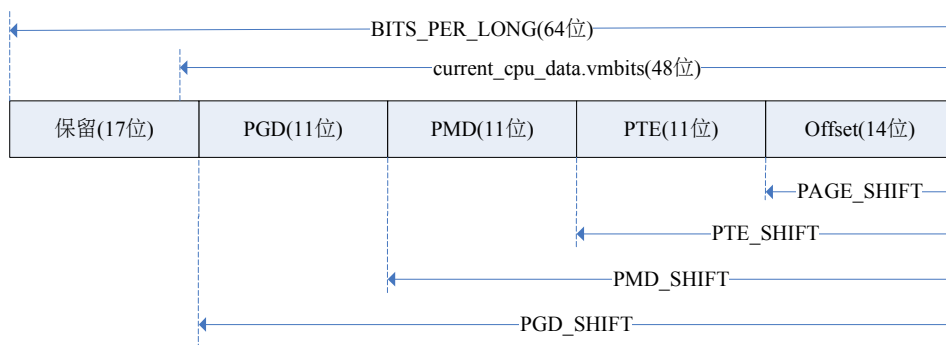 BITS_PER_LONG(64位)
current_cpu_data.vmbits(48位)
保留(17位) PGD(11位) PMD(11位) PTE(11位) Offset(14位)
PAGE_SHIFT
PTE_SHIFT
PMD_SHIFT
PGD_SHIFT